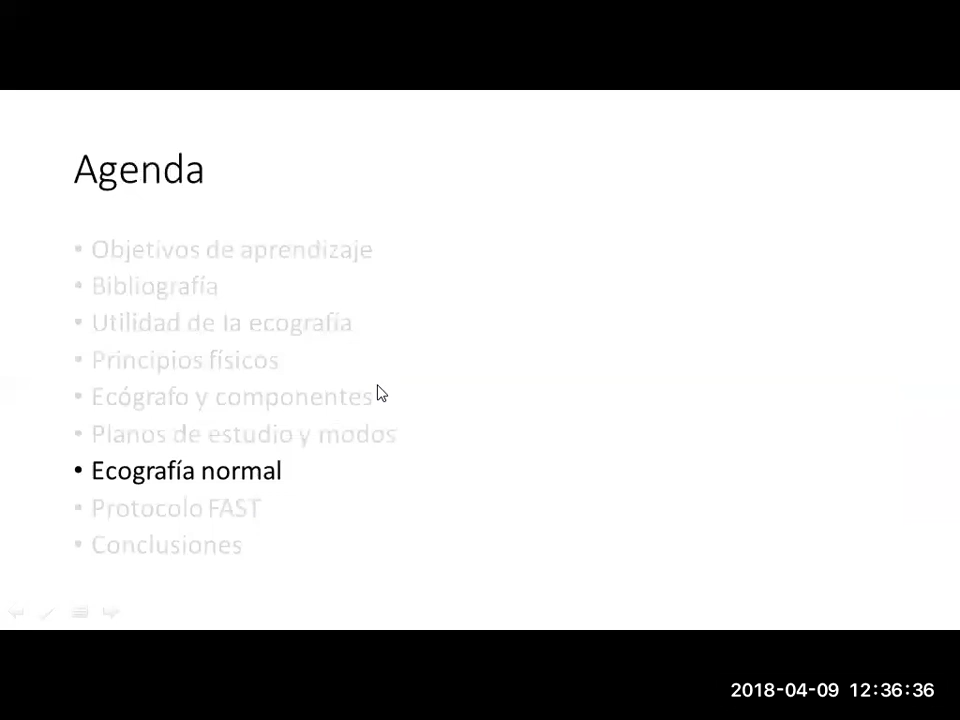 Agenda
• Objetivos de aprendizaje
• Bibliografía
• Utilidad de la ecografía
• Principios físicos
• Ecógrafo y componentes
• Planos de estudio y modos
• Ecografía normal
• Protocolo FAST
• Conclusiones
2018-04-09 12:36:36